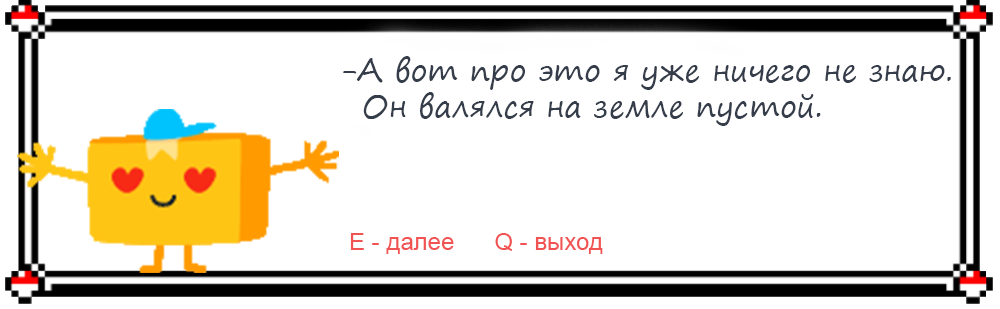 -А вот про это я уже ничего не знаю.
Он валялся на земле пустой.
E - далее Q - выход